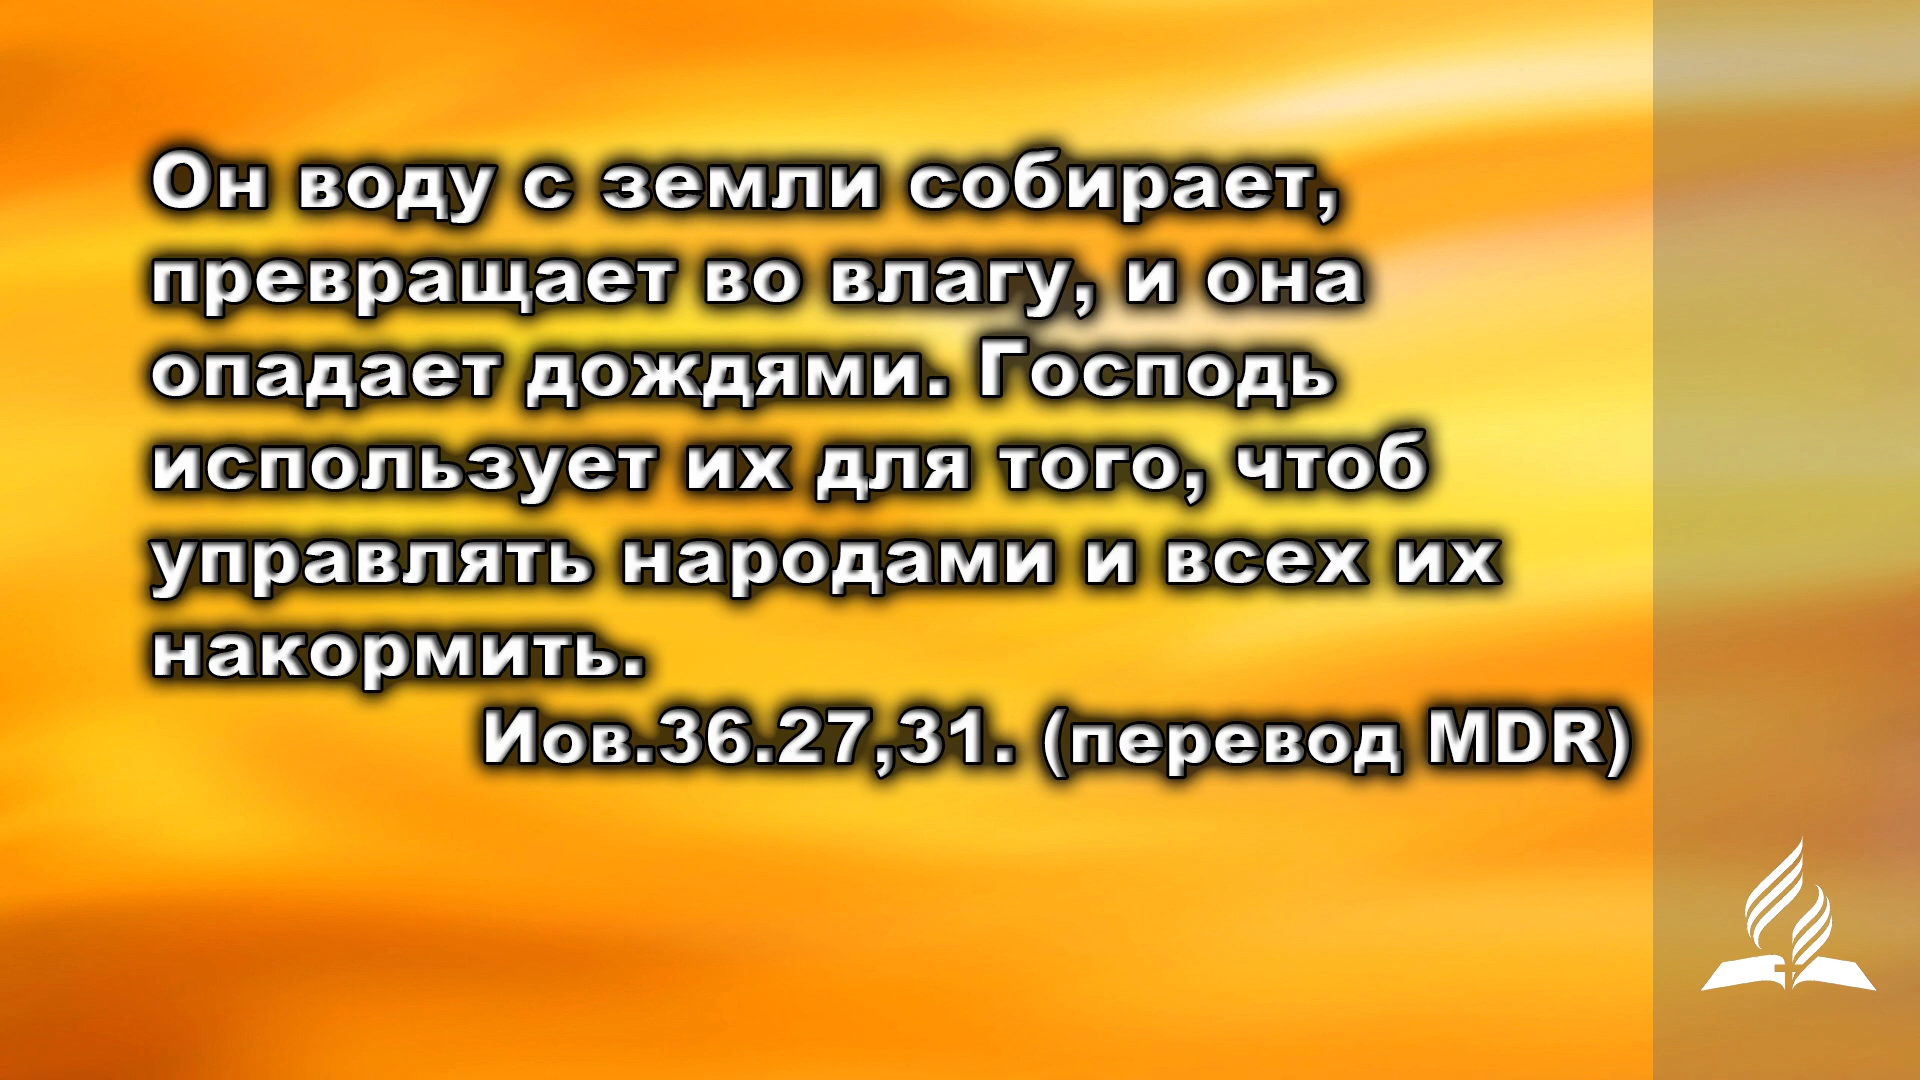 Он воду с земли собирает,
превращает во влагу, и она
опадает дождями. Господь
использует их для того, чтоб
управлять народами и всех их
накормить.
Иов.36.27,31. (перевод MDR)